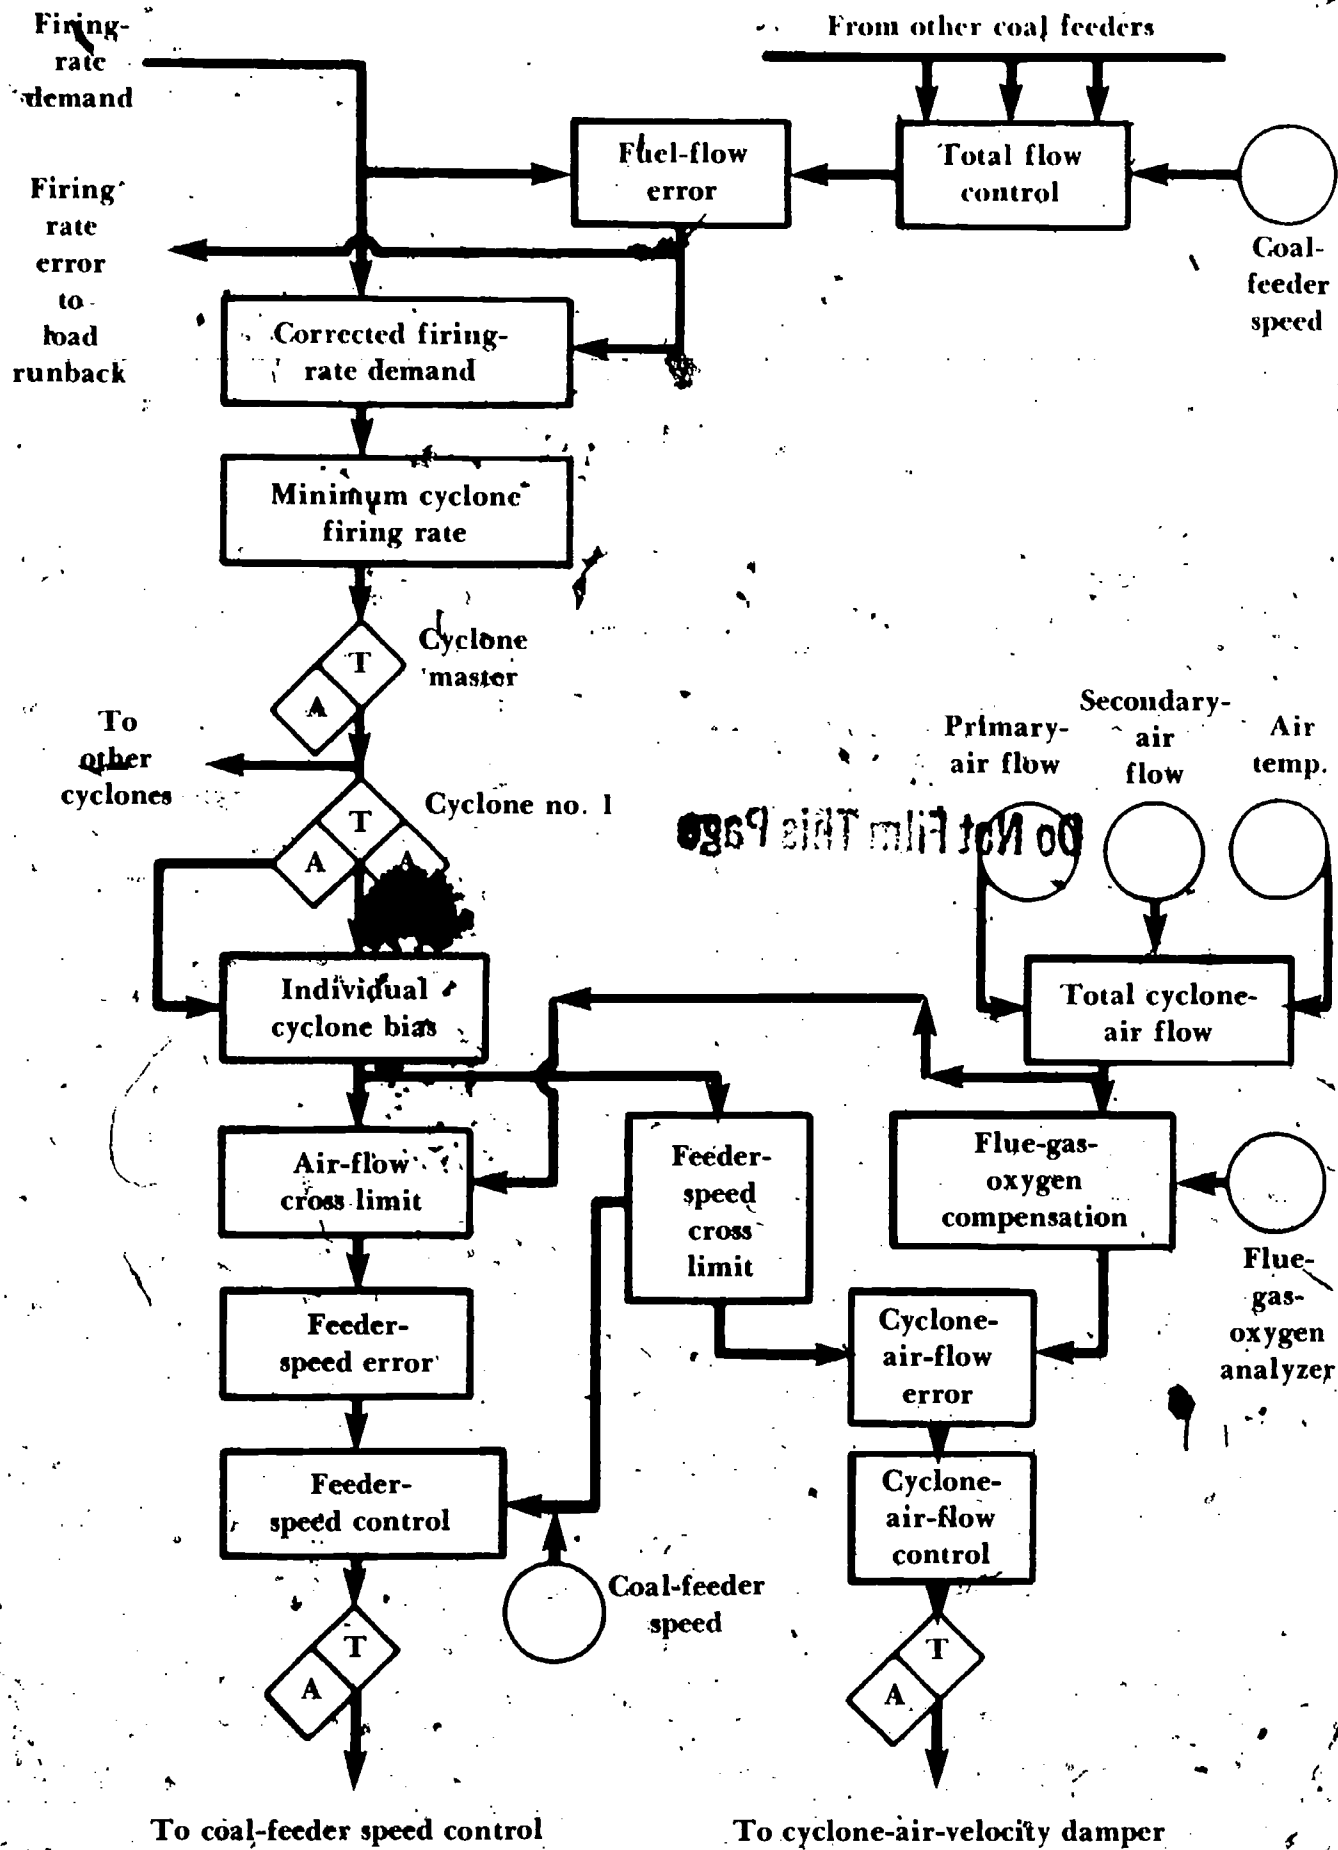 Firing-
rate
demand
From other coal feeders
Fuel-flow
error
Total flow
control
Coal-
feeder
speed
Firing
rate
error
to
load
runback
Corrected firing-
rate demand
Minimum cyclone
firing rate
T
A
Cyclone
master
To
other
cyclones
T
A
A
Cyclone no. 1
Primary-
air flow
Secondary-
air
flow
Air
temp.
Do Not Film This Page
Individual
cyclone bias
Total cyclone-
air flow
Air-flow
cross limit
Feeder-
speed
cross
limit
Flue-gas-
oxygen
compensation
Flue-
gas-
oxygen
analyzer
Feeder-
speed error
Cyclone-
air-flow
error
Feeder-
speed control
Cyclone-
air-flow
control
Coal-feeder
speed
T
A
T
A
To coal-feeder speed control
To cyclone-air-velocity damper